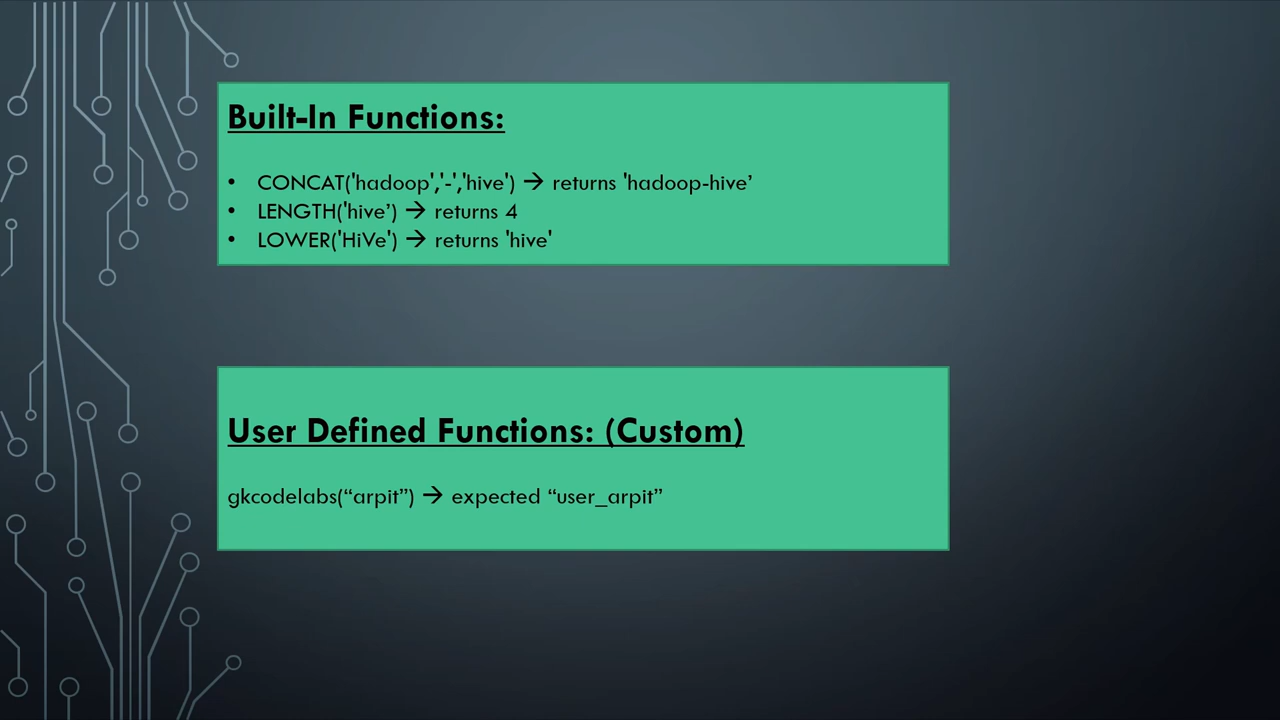 Built-In Functions:
• CONCAT('hadoop','-','hive') → returns 'hadoop-hive’
• LENGTH('hive’) → returns 4
• LOWER('HiVe') → returns 'hive'
User Defined Functions: (Custom)
gkcodelabs(“arpit”) → expected “user_arpit”